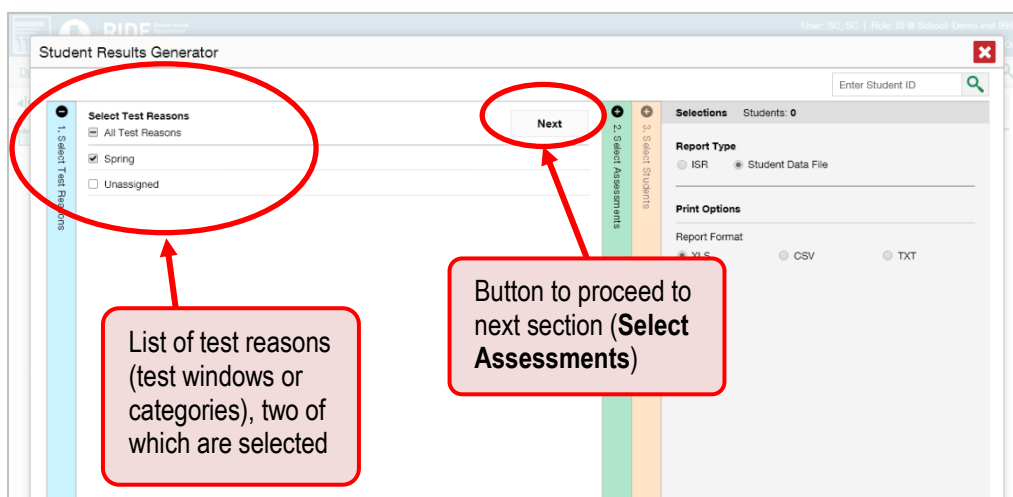 RIDE
User: SC, SC | Role: IS @ School: Demo inst 99
Student Results Generator
Enter Student ID
1. Select Test Reasons
Select Test Reasons
All Test Reasons
Spring
Unassigned
Next
2. Select Assessments
3. Select Students
Selections Students: 0
Report Type
ISR Student Data File
Print Options
Report Format
XLS CSV TXT
List of test reasons
(test windows or
categories), two of
which are selected
Button to proceed to
next section (Select
Assessments)